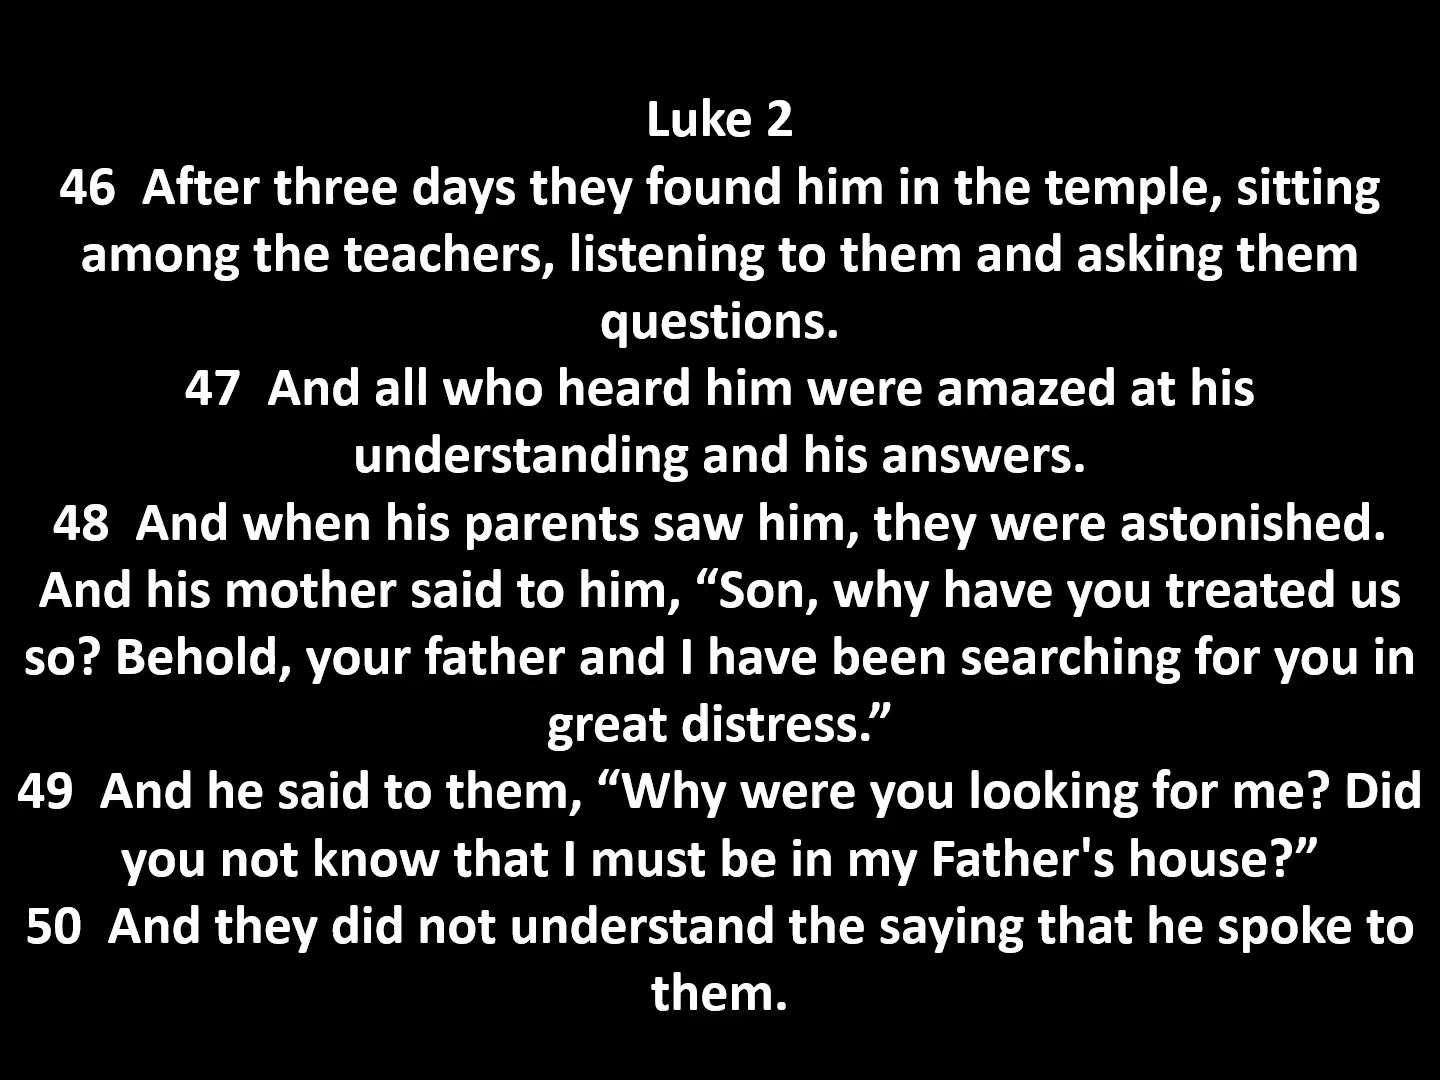 Luke 2
46  After three days they found him in the temple, sitting
among the teachers, listening to them and asking them
questions.
47  And all who heard him were amazed at his
understanding and his answers.
48  And when his parents saw him, they were astonished.
And his mother said to him, “Son, why have you treated us
so? Behold, your father and I have been searching for you in
great distress.”
49  And he said to them, “Why were you looking for me? Did
you not know that I must be in my Father's house?”
50  And they did not understand the saying that he spoke to
them.